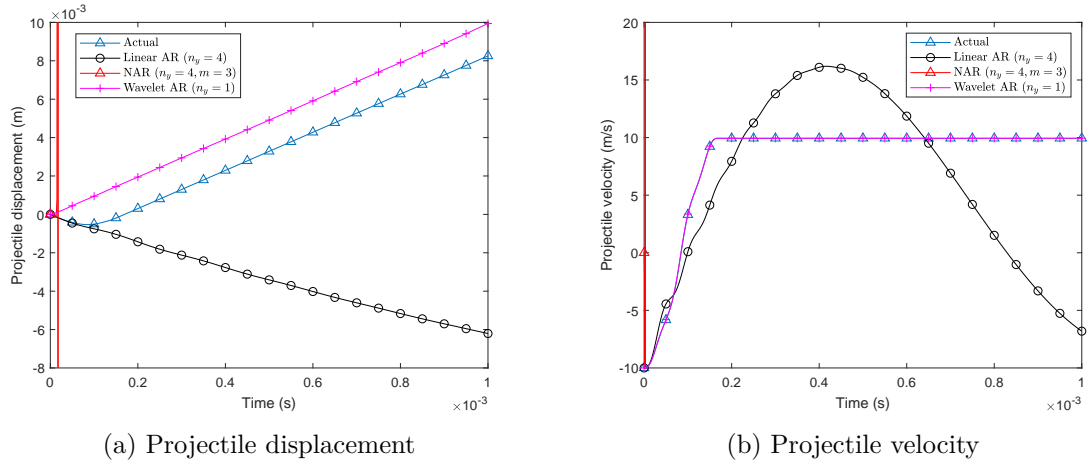 ×10⁻³
10
8
6
4
2
0
-2
-4
-6
-8
Projectile displacement (m)
Actual
Linear AR (n_y = 4)
NAR (n_y = 4, m = 3)
Wavelet AR (n_y = 1)
0 0.2 0.4 0.6 0.8 1
Time (s)
×10⁻³
(a) Projectile displacement
20
15
10
5
0
-5
-10
Projectile velocity (m/s)
Actual
Linear AR (n_y = 4)
NAR (n_y = 4, m = 3)
Wavelet AR (n_y = 1)
0 0.2 0.4 0.6 0.8 1
Time (s)
×10⁻³
(b) Projectile velocity